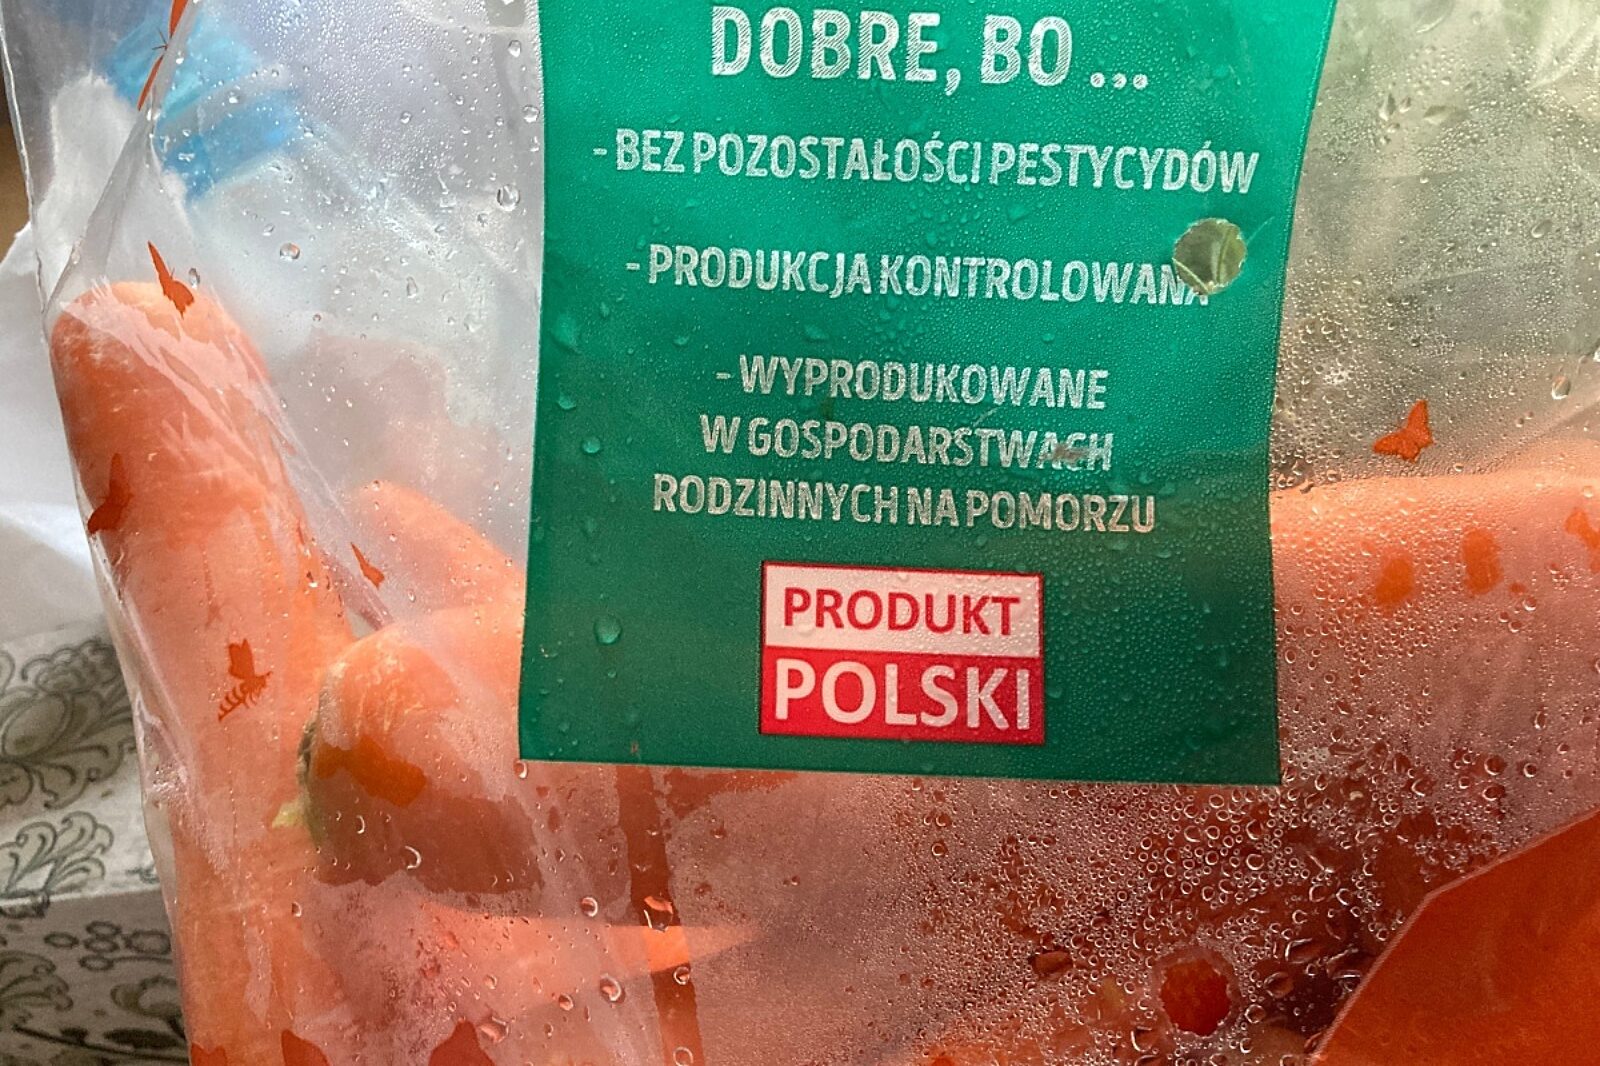 DOBRE, BO ...
- BEZ POZOSTAŁOŚCI PESTYCYDÓW
- PRODUKCJA KONTROLOWANA
- WYPRODUKOWANE
W GOSPODARSTWACH
RODZINNYCH NA POMORZU
PRODUKT
POLSKI